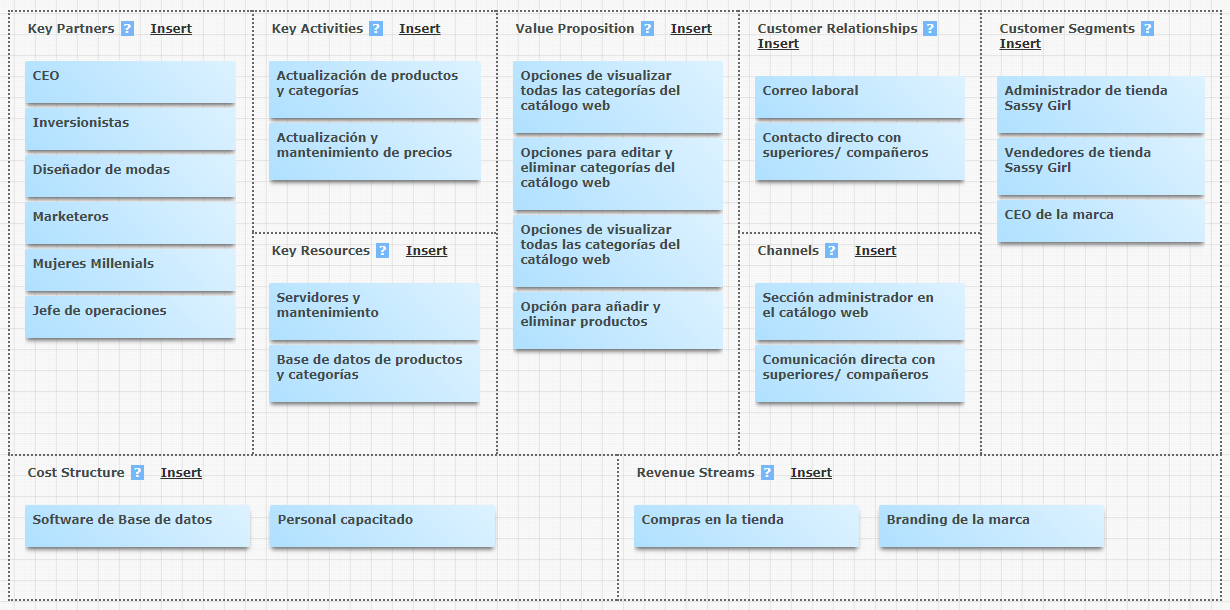 Key Partners ? Insert
CEO
Inversionistas
Diseñador de modas
Marketeros
Mujeres Millenials
Jefe de operaciones
Key Activities ? Insert
Actualización de productos
y categorías
Actualización y
mantenimiento de precios
Key Resources ? Insert
Servidores y
mantenimiento
Base de datos de productos
y categorías
Value Proposition ? Insert
Opciones de visualizar
todas las categorías del
catálogo web
Opciones para editar y
eliminar categorías del
catálogo web
Opciones de visualizar
todas las categorías del
catálogo web
Opción para añadir y
eliminar productos
Customer Relationships ?
Insert
Correo laboral
Contacto directo con
superiores/ compañeros
Channels ? Insert
Sección administrador en
el catálogo web
Comunicación directa con
superiores/ compañeros
Customer Segments ?
Insert
Administrador de tienda
Sassy Girl
Vendedores de tienda
Sassy Girl
CEO de la marca
Cost Structure ? Insert
Software de Base de datos
Personal capacitado
Revenue Streams ? Insert
Compras en la tienda
Branding de la marca